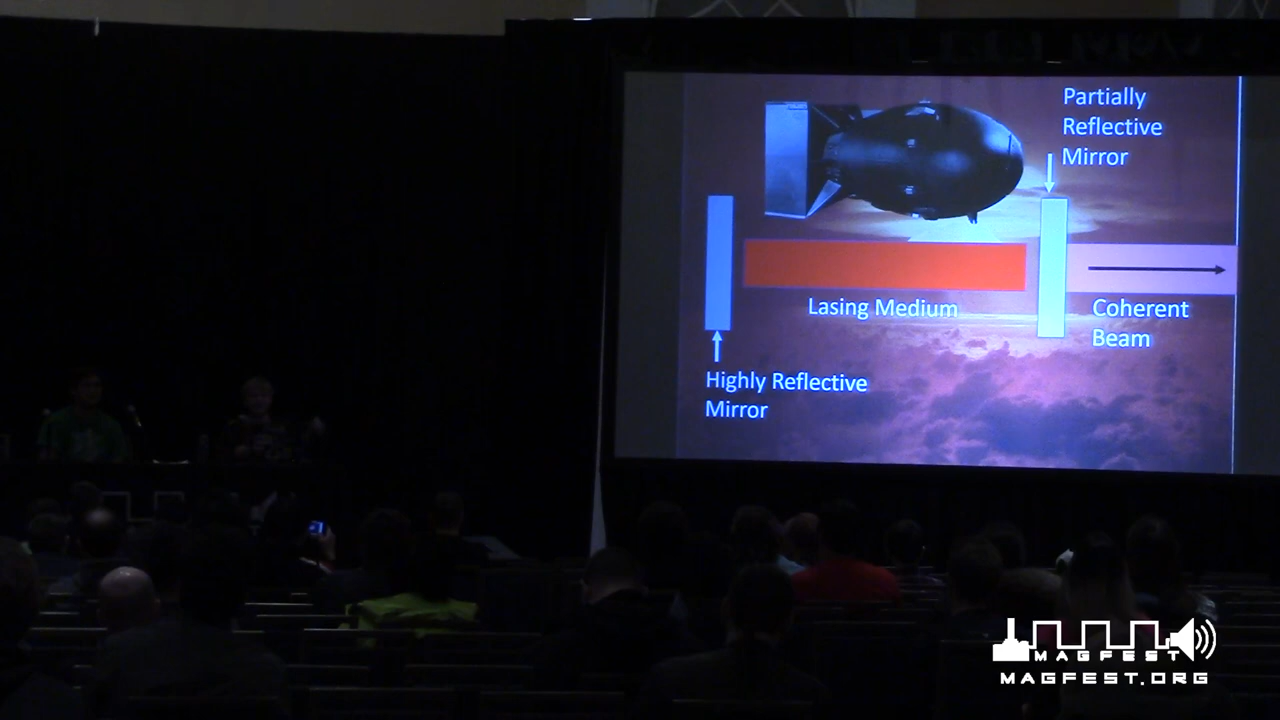 Partially
Reflective
Mirror
Lasing Medium
Coherent
Beam
Highly Reflective
Mirror
MAGFEST
MAGFEST.ORG